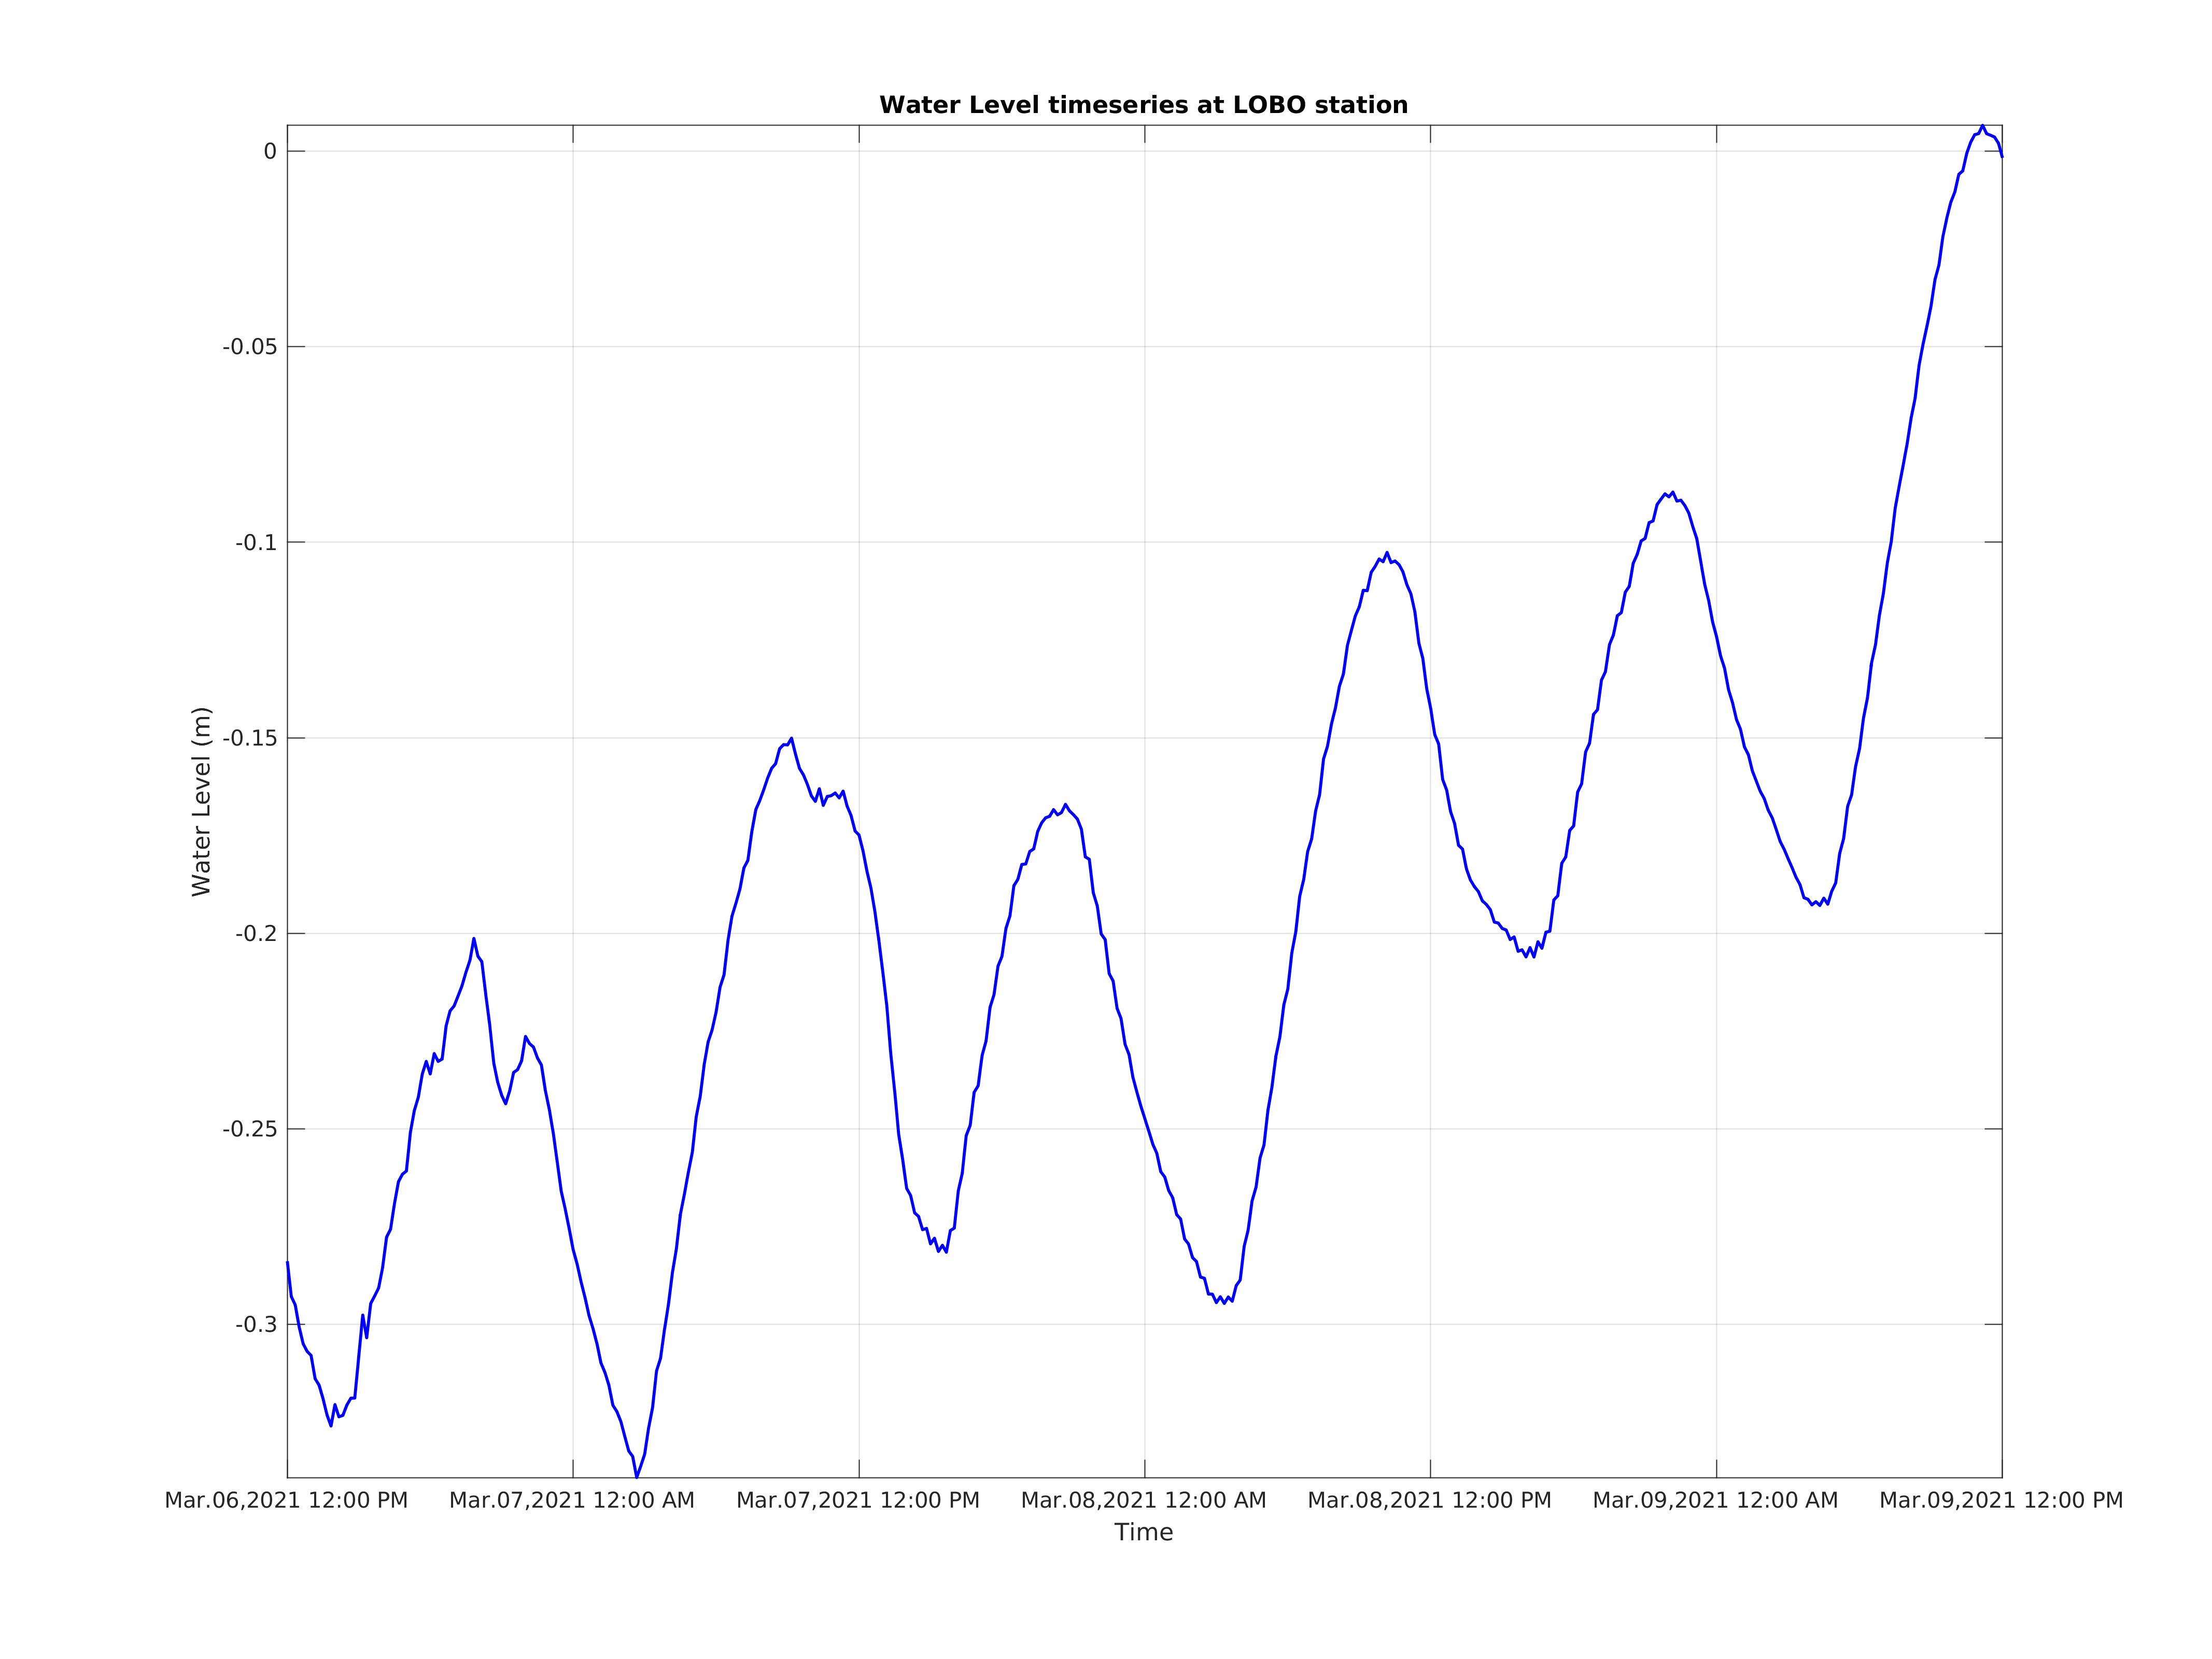 Water Level timeseries at LOBO station
0
-0.05
-0.1
-0.15
-0.2
-0.25
-0.3
Water Level (m)
Mar.06,2021 12:00 PM Mar.07,2021 12:00 AM Mar.07,2021 12:00 PM Mar.08,2021 12:00 AM Mar.08,2021 12:00 PM Mar.09,2021 12:00 AM Mar.09,2021 12:00 PM
Time